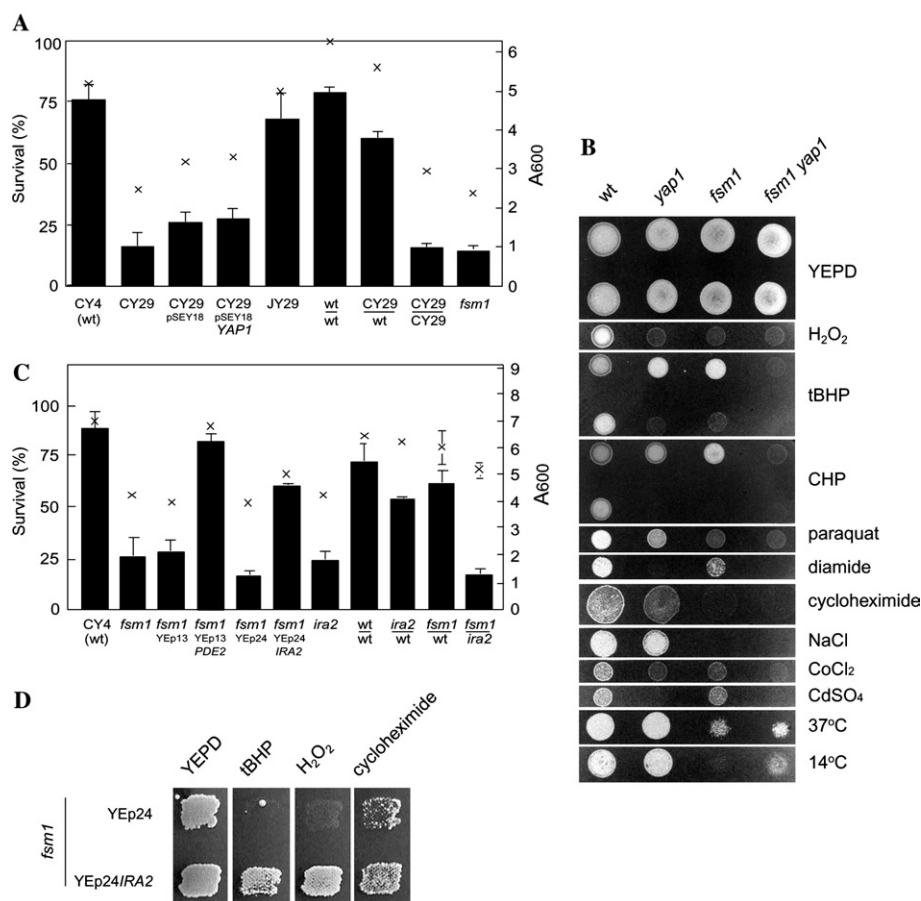 A
100
75
50
25
0
Survival (%)
6
5
4
3
2
1
0
A600
CY4 (wt)
CY29
CY29 pSEY18
CY29 pSEY18 YAP1
JY29
wt wt
CY29 wt
CY29 CY29
fsm1
B
wt
yap1
fsm1
fsm1 yap1
YEPD
H₂O₂
tBHP
CHP
paraquat
diamide
cycloheximide
NaCl
CoCl₂
CdSO₄
37°C
14°C
C
100
75
50
25
0
Survival (%)
9
8
7
6
5
4
3
2
1
0
A600
CY4 (wt)
fsm1
fsm1 YEp13
fsm1 YEp13 PDE2
fsm1 YEp24
fsm1 YEp24 IRA2
ira2
wt wt
ira2 wt
fsm1 wt
fsm1 ira2
D
YEPD
tBHP
H₂O₂
cycloheximide
fsm1
YEp24
YEp24IRA2